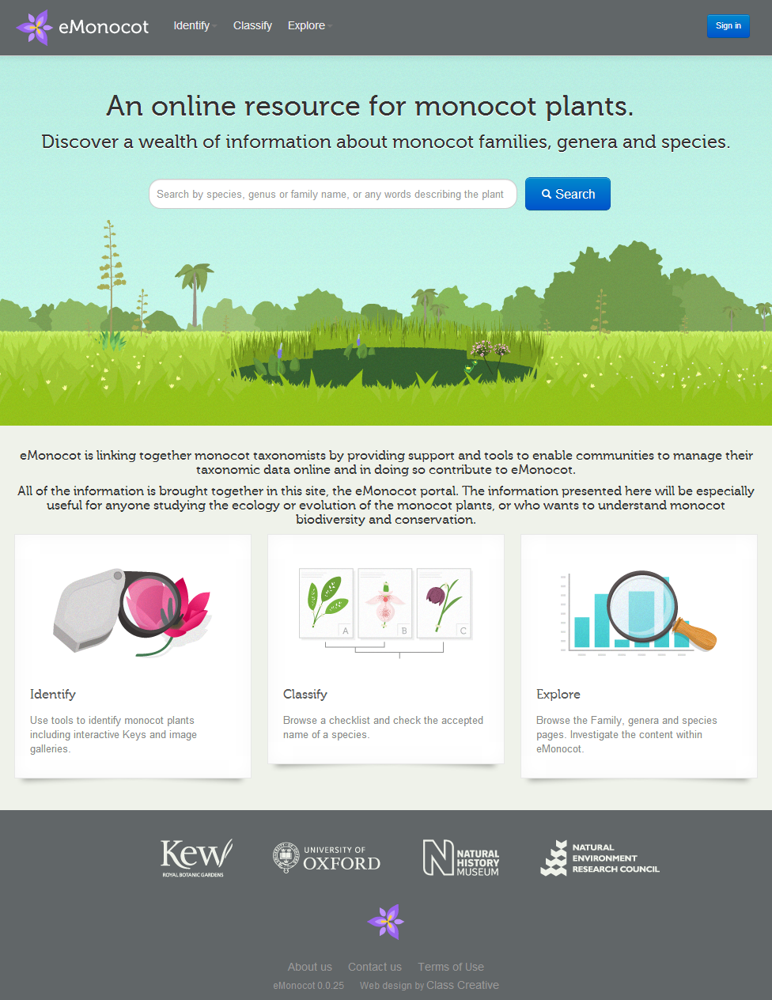 eMonocot
Identify
Classify
Explore
Sign in
An online resource for monocot plants.
Discover a wealth of information about monocot families, genera and species.
Search by species, genus or family name, or any words describing the plant
Search
eMonocot is linking together monocot taxonomists by providing support and tools to enable communities to manage their
taxonomic data online and in doing so contribute to eMonocot.
All of the information is brought together in this site, the eMonocot portal. The information presented here will be especially
useful for anyone studying the ecology or evolution of the monocot plants, or who wants to understand monocot
biodiversity and conservation.
A
B
C
Identify
Use tools to identify monocot plants
including interactive Keys and image
galleries.
Classify
Browse a checklist and check the accepted
name of a species.
Explore
Browse the Family, genera and species
pages. Investigate the content within
eMonocot.
Kew
ROYAL BOTANIC GARDENS
UNIVERSITY OF
OXFORD
N
NATURAL
HISTORY
MUSEUM
NATURAL
ENVIRONMENT
RESEARCH COUNCIL
About us
Contact us
Terms of Use
eMonocot 0.0.25
Web design by Class Creative